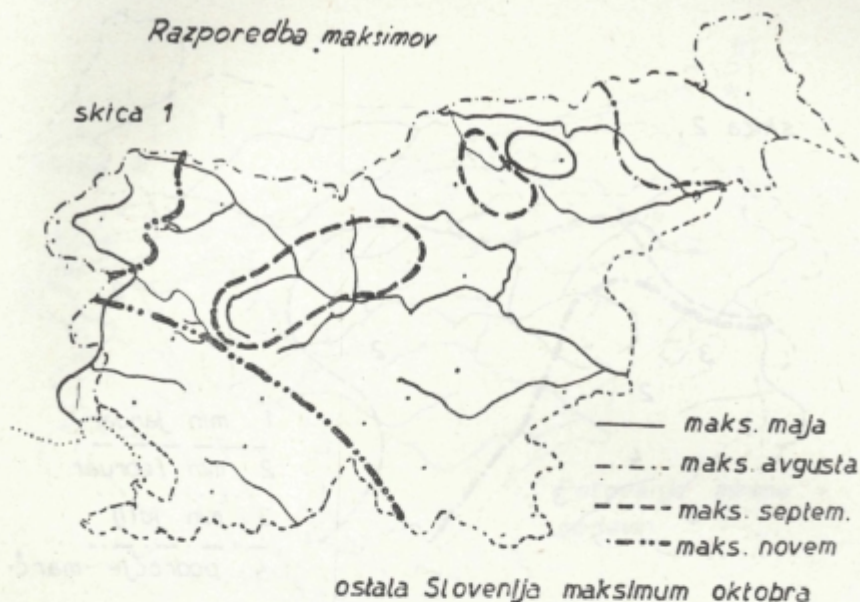 Razporedba maksimov
skica 1
maks. maja
maks. avgusta
maks. septem.
maks. novem
ostala Slovenija maksimum oktobra